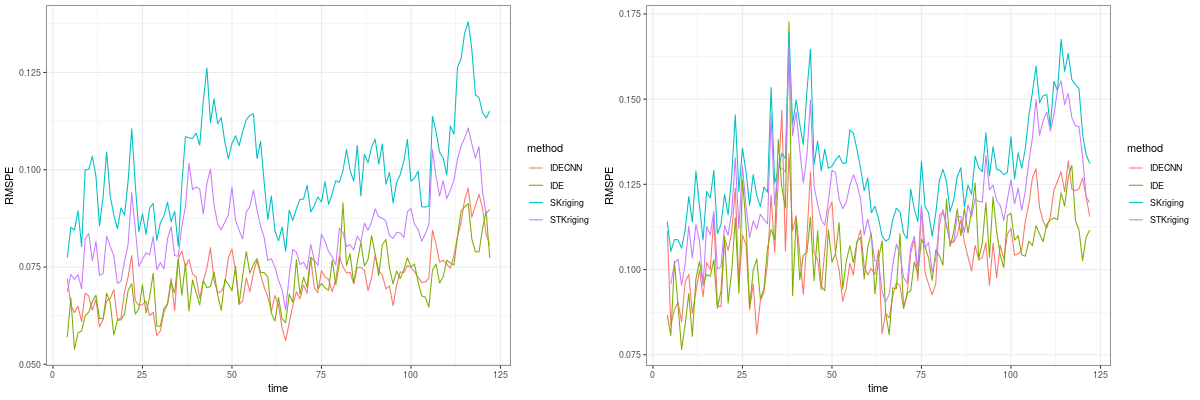 RMSPE
0.125
0.100
0.075
0.050
0
25
50
75
100
125
time
method
IDECNN
IDE
SKriging
STKriging
RMSPE
0.175
0.150
0.125
0.100
0.075
0
25
50
75
100
125
time
method
IDECNN
IDE
SKriging
STKriging